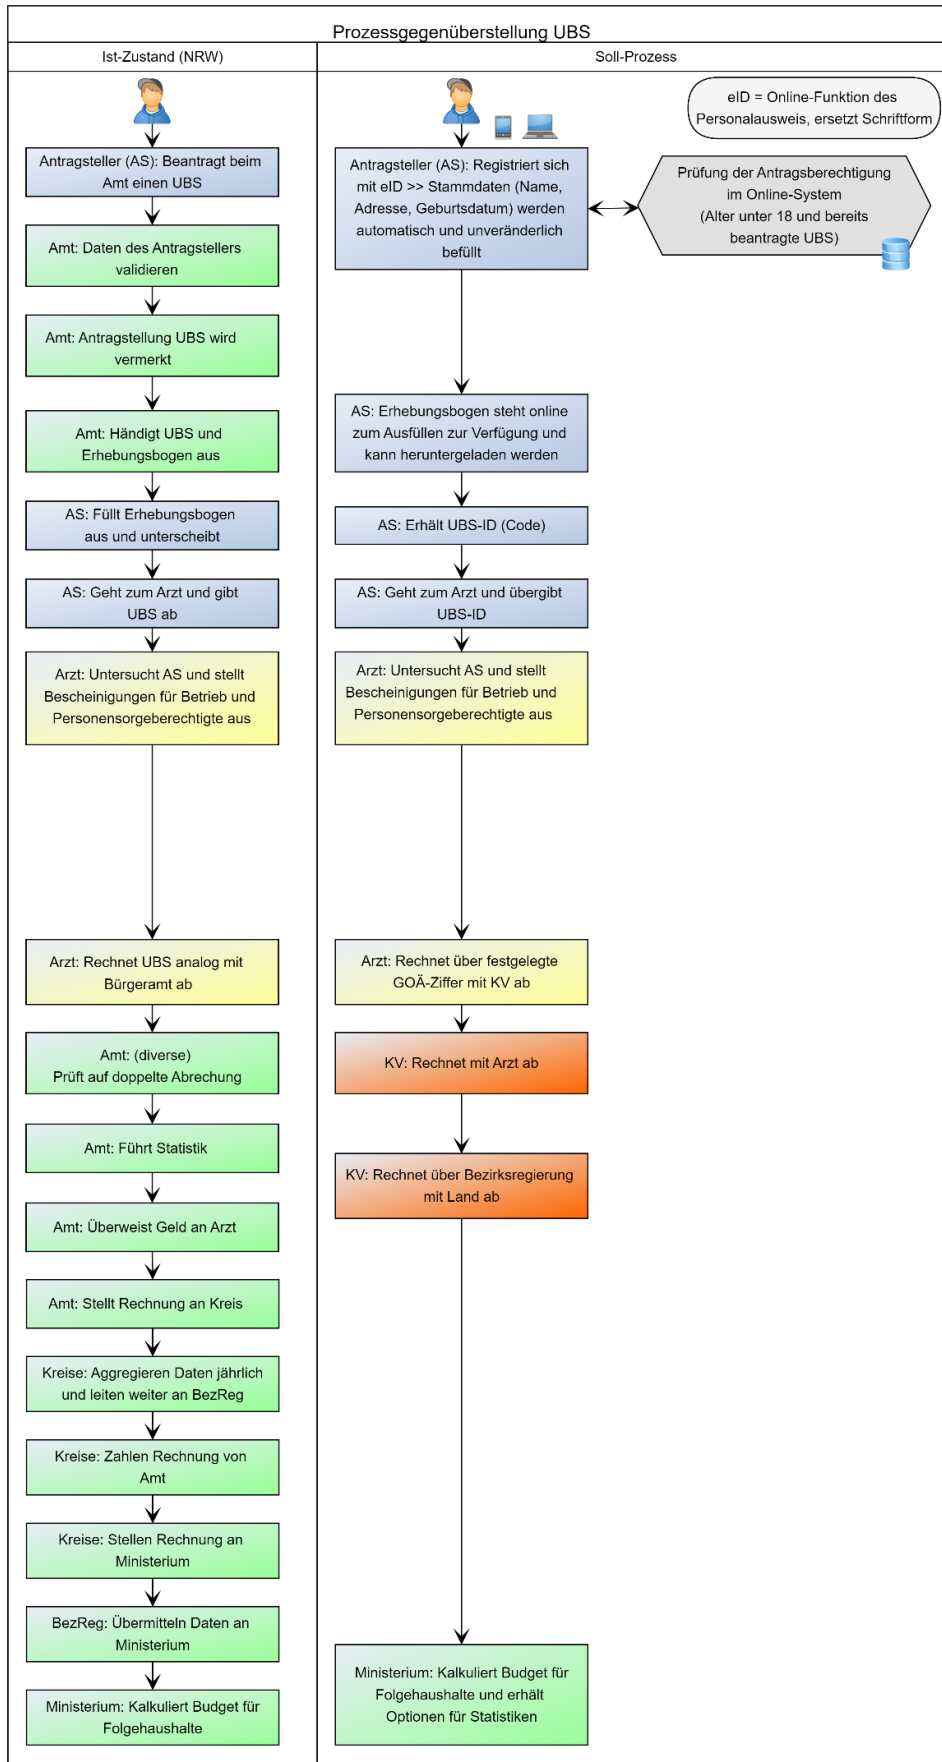 Prozessgegenüberstellung UBS
Ist-Zustand (NRW)
Antragsteller (AS): Beantragt beim
Amt einen UBS
Amt: Daten des Antragstellers
validieren
Amt: Antragstellung UBS wird
vermerkt
Amt: Händigt UBS und
Erhebungsbogen aus
AS: Füllt Erhebungsbogen
aus und unterscheibt
AS: Geht zum Arzt und gibt
UBS ab
Arzt: Untersucht AS und stellt
Bescheinigungen für Betrieb und
Personensorgeberechtigte aus
Arzt: Rechnet UBS analog mit
Bürgeramt ab
Amt: (diverse)
Prüft auf doppelte Abrechung
Amt: Führt Statistik
Amt: Überweist Geld an Arzt
Amt: Stellt Rechnung an Kreis
Kreise: Aggregieren Daten jährlich
und leiten weiter an BezReg
Kreise: Zahlen Rechnung von
Amt
Kreise: Stellen Rechnung an
Ministerium
BezReg: Übermitteln Daten an
Ministerium
Ministerium: Kalkuliert Budget für
Folgehaushalte
Soll-Prozess
eID = Online-Funktion des
Personalausweis, ersetzt Schriftform
Antragsteller (AS): Registriert sich
mit eID >> Stammdaten (Name,
Adresse, Geburtsdatum) werden
automatisch und unveränderlich
befüllt
Prüfung der Antragsberechtigung
im Online-System
(Alter unter 18 und bereits
beantragte UBS)
AS: Erhebungsbogen steht online
zum Ausfüllen zur Verfügung und
kann heruntergeladen werden
AS: Erhält UBS-ID (Code)
AS: Geht zum Arzt und übergibt
UBS-ID
Arzt: Untersucht AS und stellt
Bescheinigungen für Betrieb und
Personensorgeberechtigte aus
Arzt: Rechnet über festgelegte
GOÄ-Ziffer mit KV ab
KV: Rechnet mit Arzt ab
KV: Rechnet über Bezirksregierung
mit Land ab
Ministerium: Kalkuliert Budget für
Folgehaushalte und erhält
Optionen für Statistiken